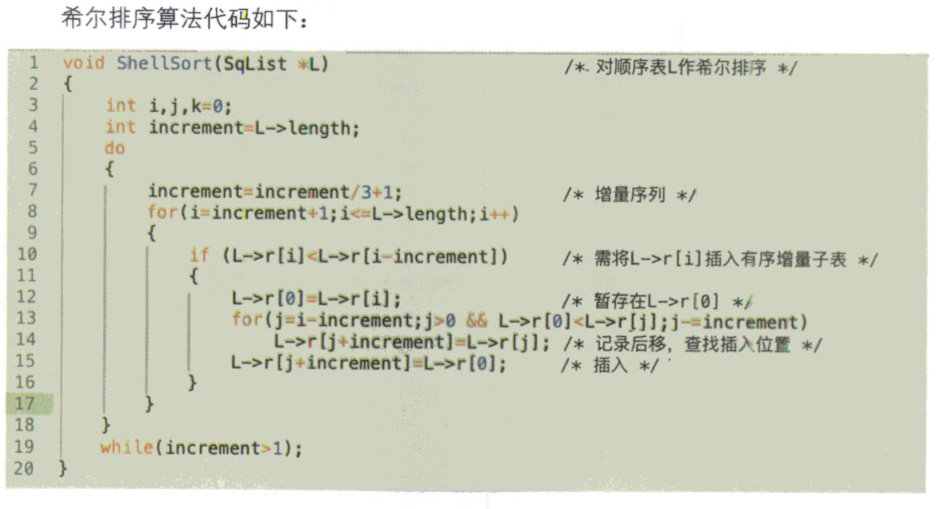 希尔排序算法代码如下：
1 void ShellSort(SqList *L) /* 对顺序表L作希尔排序 */
2 {
3 int i,j,k=0;
4 int increment=L->length;
5 do
6 {
7 increment=increment/3+1; /* 增量序列 */
8 for(i=increment+1;i<=L->length;i++)
9 {
10 if (L->r[i]<L->r[i-increment]) /* 需将L->r[i]插入有序增量子表 */
11 {
12 L->r[0]=L->r[i]; /* 暂存在L->r[0] */
13 for(j=i-increment;j>0 && L->r[0]<L->r[j];j-=increment)
14 L->r[j+increment]=L->r[j]; /* 记录后移，查找插入位置 */
15 L->r[j+increment]=L->r[0]; /* 插入 */
16 }
17 }
18 }
19 while(increment>1);
20 }